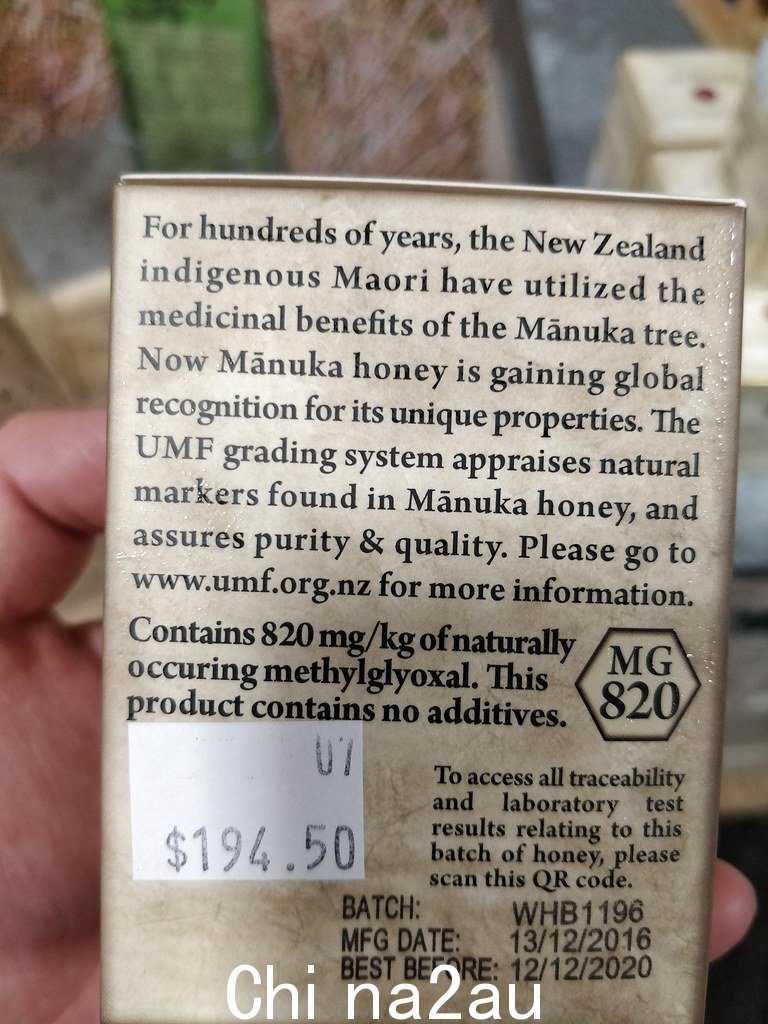 For hundreds of years, the New Zealand
indigenous Maori have utilized the
medicinal benefits of the Mānuka tree.
Now Mānuka honey is gaining global
recognition for its unique properties. The
UMF grading system appraises natural
markers found in Mānuka honey, and
assures purity & quality. Please go to
www.umf.org.nz for more information.
Contains 820 mg/kg of naturally
occuring methylglyoxal. This
product contains no additives.
MG
820
07
$194.50
To access all traceability
and laboratory test
results relating to this
batch of honey, please
scan this QR code.
BATCH: WHB1196
MFG DATE: 13/12/2016
BEST BEFORE: 12/12/2020
China2au